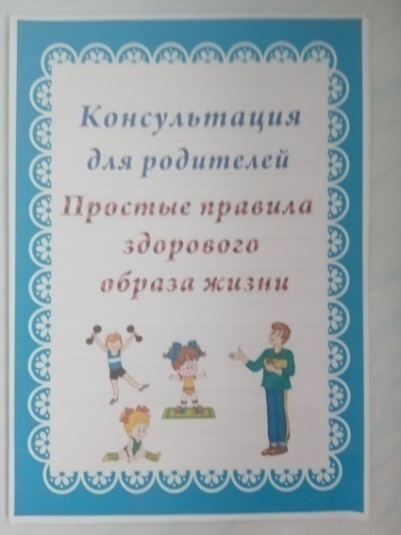 Консультация
для родителей
Простые правила
здорового
образа жизни